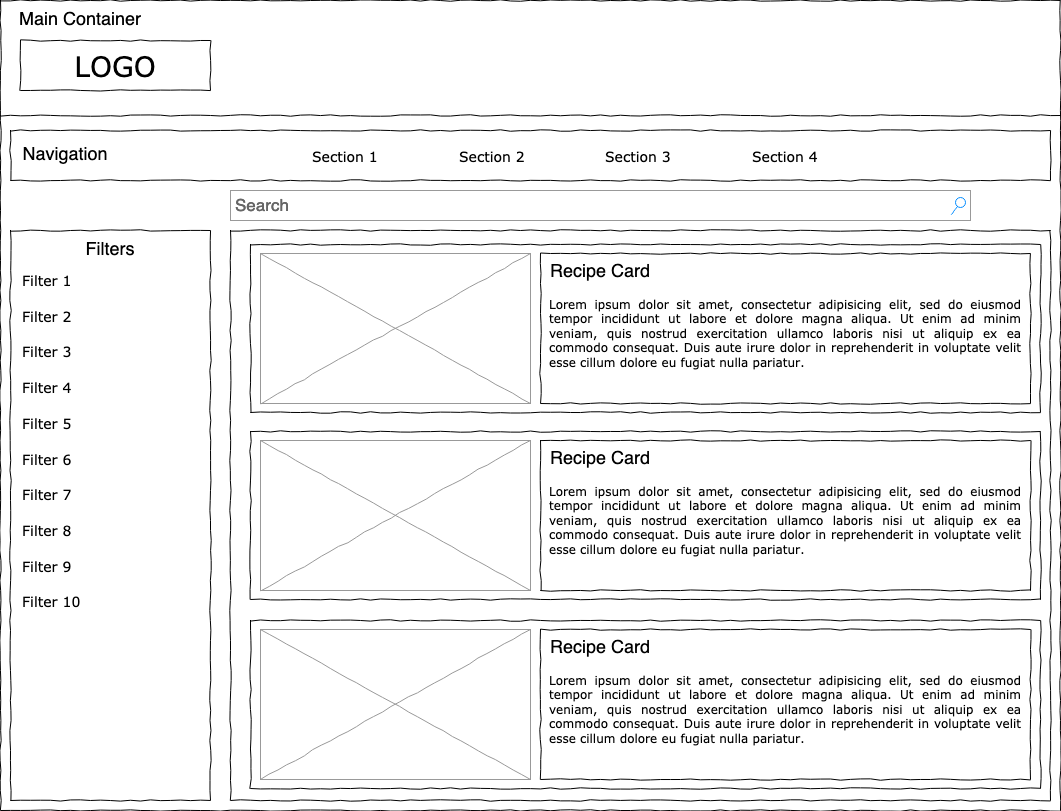 Main Container
LOGO
Navigation
Section 1
Section 2
Section 3
Section 4
Search
Filters
Filter 1
Filter 2
Filter 3
Filter 4
Filter 5
Filter 6
Filter 7
Filter 8
Filter 9
Filter 10
Recipe Card
Lorem ipsum dolor sit amet, consectetur adipisicing elit, sed do eiusmod
tempor incididunt ut labore et dolore magna aliqua. Ut enim ad minim
veniam, quis nostrud exercitation ullamco laboris nisi ut aliquip ex ea
commodo consequat. Duis aute irure dolor in reprehenderit in voluptate velit
esse cillum dolore eu fugiat nulla pariatur.
Recipe Card
Lorem ipsum dolor sit amet, consectetur adipisicing elit, sed do eiusmod
tempor incididunt ut labore et dolore magna aliqua. Ut enim ad minim
veniam, quis nostrud exercitation ullamco laboris nisi ut aliquip ex ea
commodo consequat. Duis aute irure dolor in reprehenderit in voluptate velit
esse cillum dolore eu fugiat nulla pariatur.
Recipe Card
Lorem ipsum dolor sit amet, consectetur adipisicing elit, sed do eiusmod
tempor incididunt ut labore et dolore magna aliqua. Ut enim ad minim
veniam, quis nostrud exercitation ullamco laboris nisi ut aliquip ex ea
commodo consequat. Duis aute irure dolor in reprehenderit in voluptate velit
esse cillum dolore eu fugiat nulla pariatur.